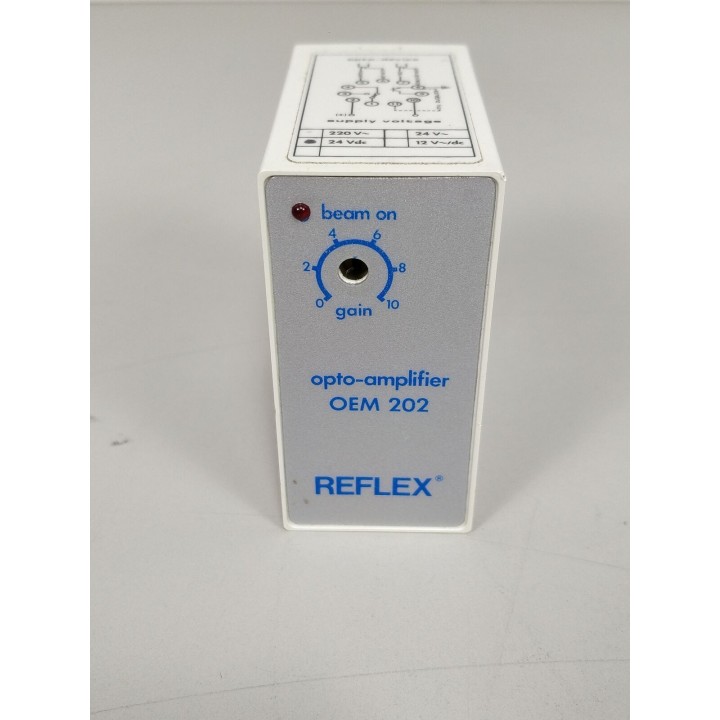 supply voltage
220 V~ 24 V~
24 Vdc 12 V~/dc
beam on
4 6
2 8
0 10
gain
opto-amplifier
OEM 202
REFLEX®